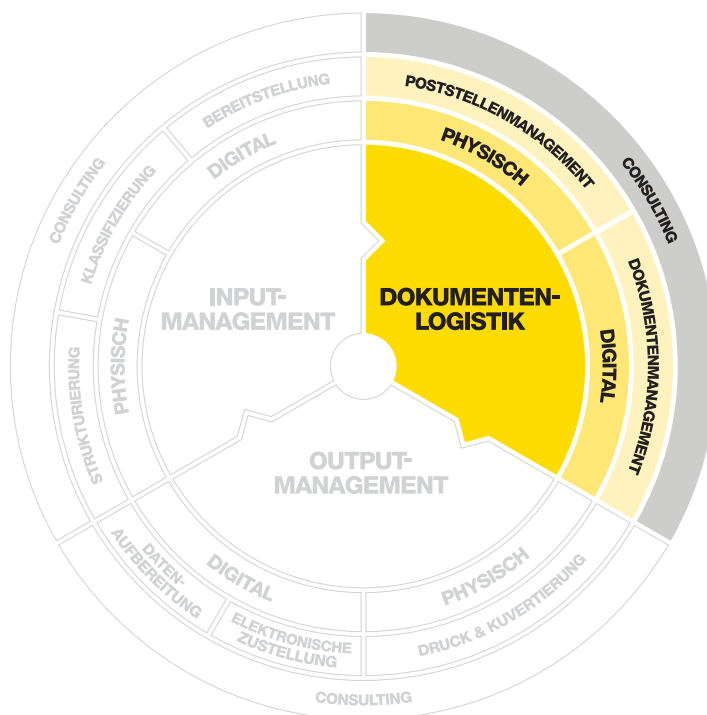 CONSULTING
BEREITSTELLUNG
KLASSIFIZIERUNG
DIGITAL
STRUKTURIERUNG
PHYSISCH
INPUT-
MANAGEMENT
CONSULTING
POSTSTELLENMANAGEMENT
PHYSISCH
DOKUMENTEN-
LOGISTIK
DIGITAL
DOKUMENTENMANAGEMENT
OUTPUT-
MANAGEMENT
DIGITAL
PHYSISCH
DATEN-
AUFBEREITUNG
ELEKTRONISCHE
ZUSTELLUNG
DRUCK & KUVERTIERUNG
CONSULTING